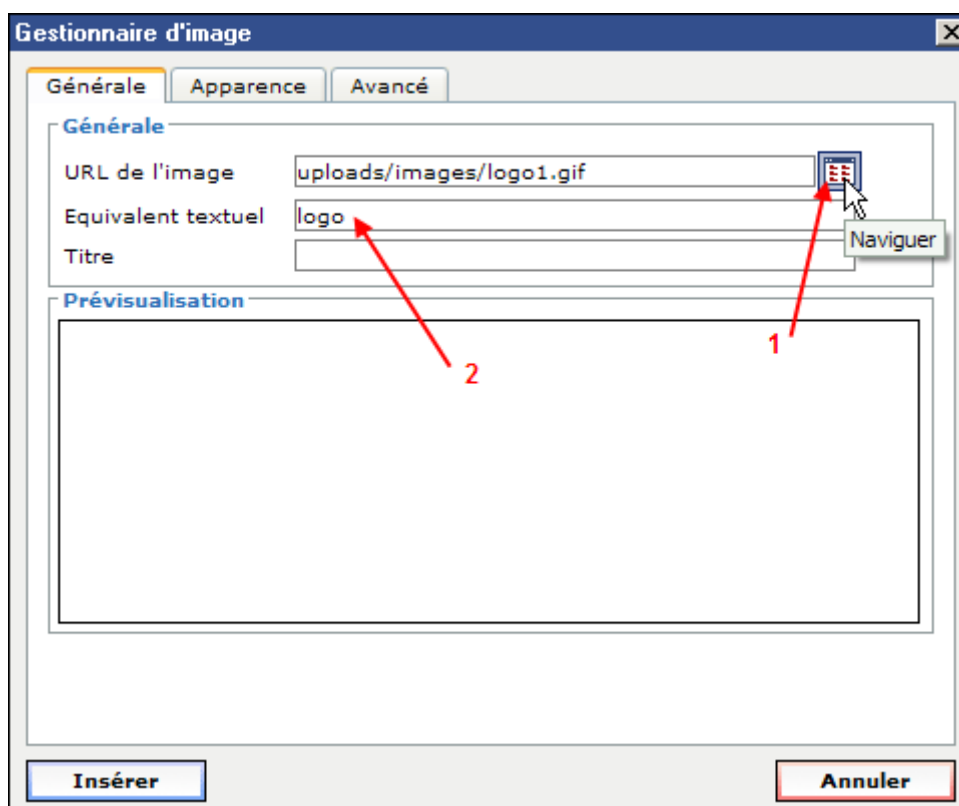 Gestionnaire d'image
Générale Apparence Avancé
Générale
URL de l'image uploads/images/logo1.gif
Equivalent textuel logo
Naviguer
Titre
Prévisualisation
1
2
Insérer Annuler